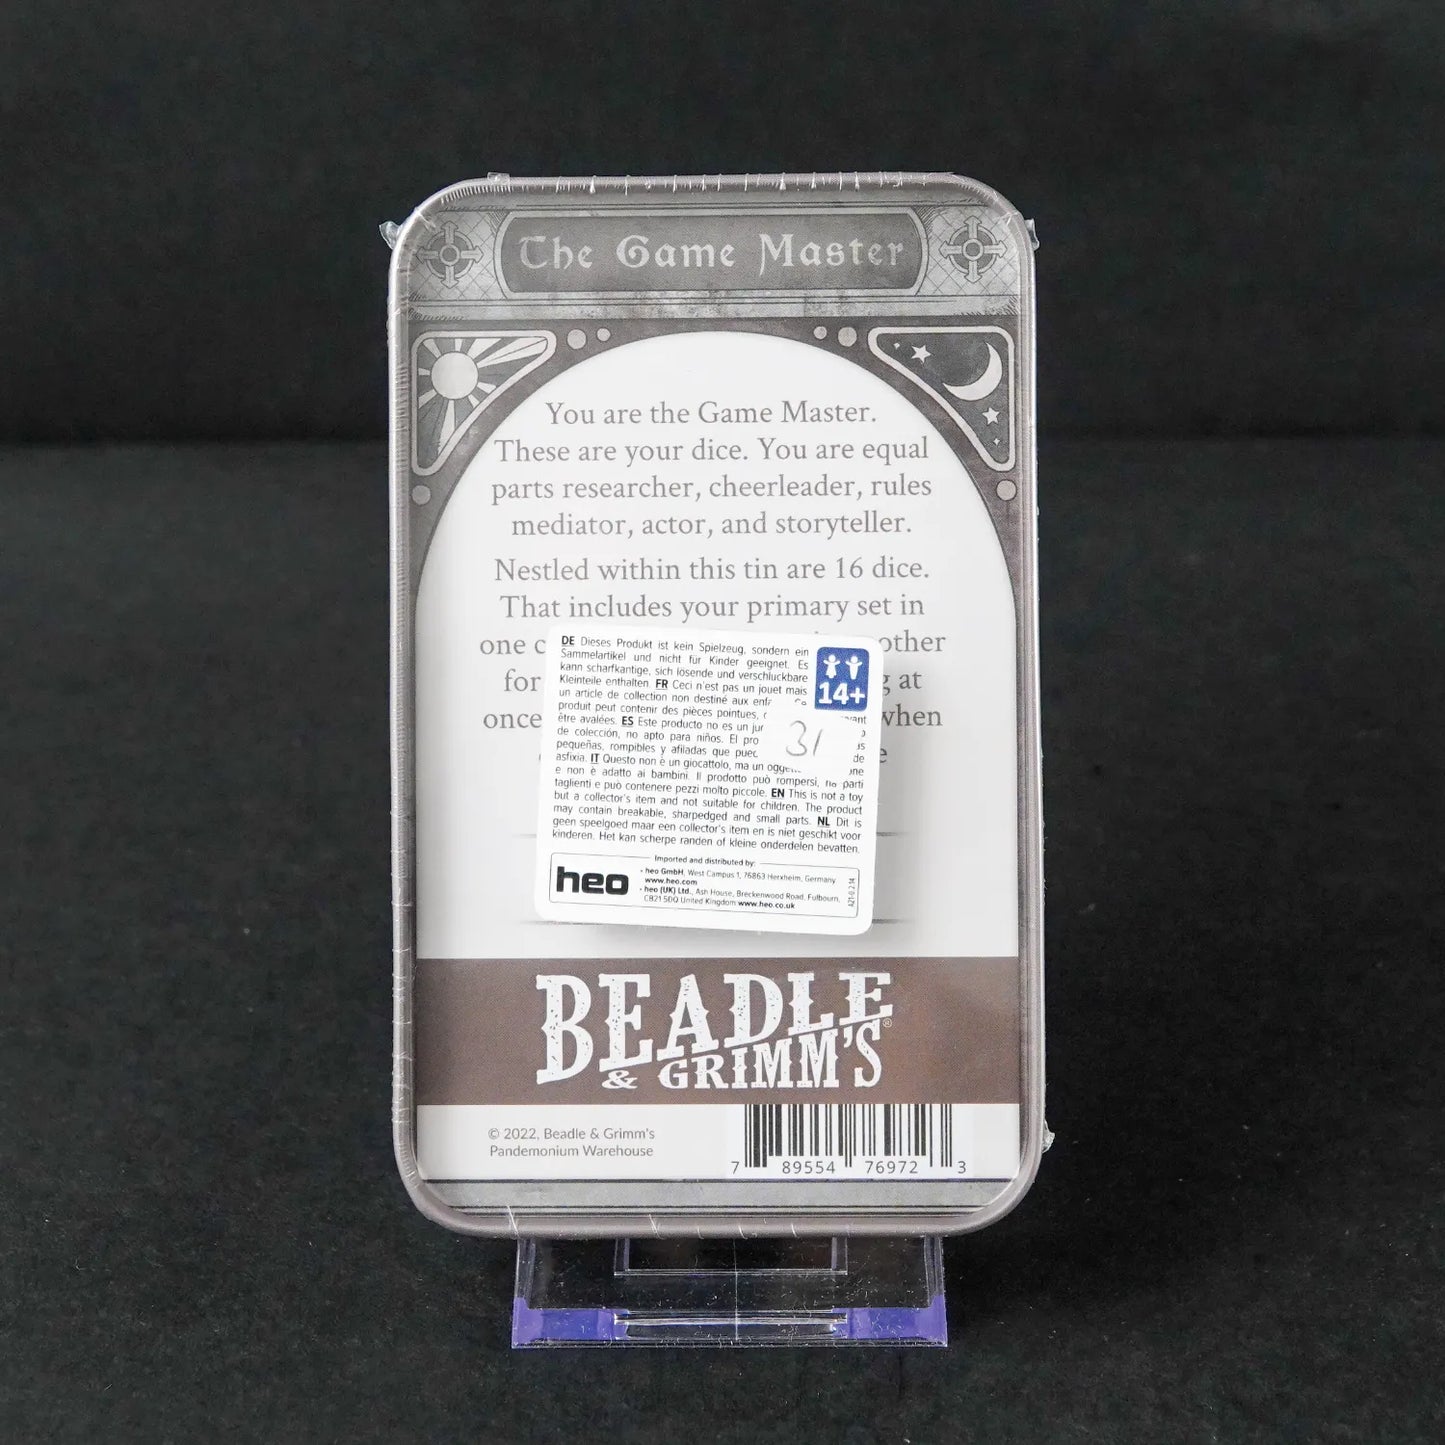 The Game Master
You are the Game Master.
These are your dice. You are equal
parts researcher, cheerleader, rules
mediator, actor, and storyteller.
Nestled within this tin are 16 dice.
That includes your primary set in
one other
for at
once when
DE Dieses Produkt ist kein Spielzeug, sondern ein
Sammelartikel und nicht für Kinder geeignet. Es
kann scharfkantige, sich lösende und verschluckbare
Kleinteile enthalten. FR Ceci n'est pas un jouet mais
un article de collection non destiné aux
produit peut contenir des pièces pointues,
être avalées. ES Este producto no es un
de colección, no apto para niños. El
pequeñas, rompibles y afiladas que de
asfixia. IT Questo non è un giocattolo, ma un
e non è adatto ai bambini. Il prodotto può rompersi, ha parti
taglienti e può contenere pezzi molto piccole. EN This is not a toy
but a collector's item and not suitable for children. The product
may contain breakable, sharpedged and small parts. NL Dit is
geen speelgoed maar een collector's item en is niet geschikt voor
kinderen. Het kan scherpe randen of kleine onderdelen bevatten.
14+
31
Imported and distributed by:
heo
• heo GmbH, West Campus 1, 76863 Herxheim, Germany
www.heo.com
• heo (UK) Ltd., Ash House, Breckenwood Road, Fulbourn,
CB21 5DQ United Kingdom www.heo.co.uk
A21-0.2.14
BEADLE
& GRIMM'S®
© 2022, Beadle & Grimm's
Pandemonium Warehouse
7 89554 76972 3